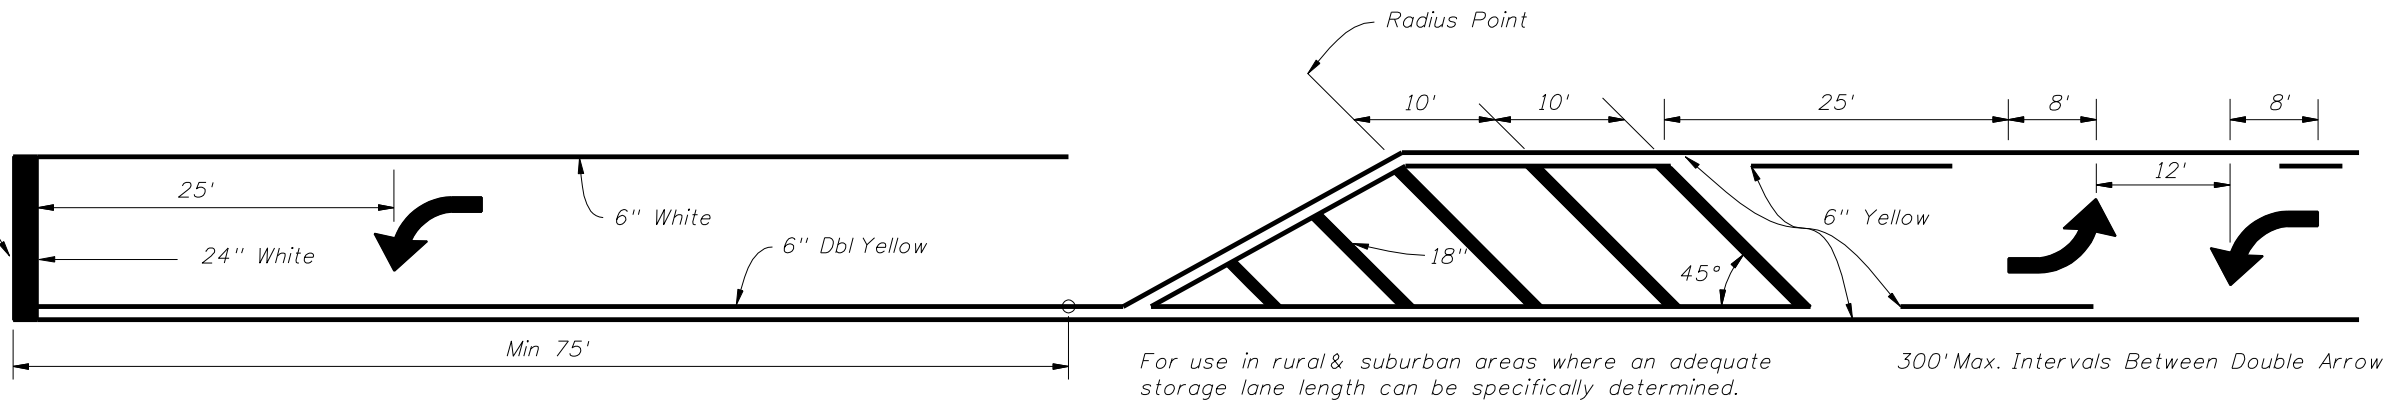 Radius Point
10'
10'
25'
8'
8'
12'
25'
6" White
6" Yellow
6" Dbl Yellow
24" White
18"
45°
Min 75'
For use in rural & suburban areas where an adequate
storage lane length can be specifically determined.
300' Max. Intervals Between Double Arrow